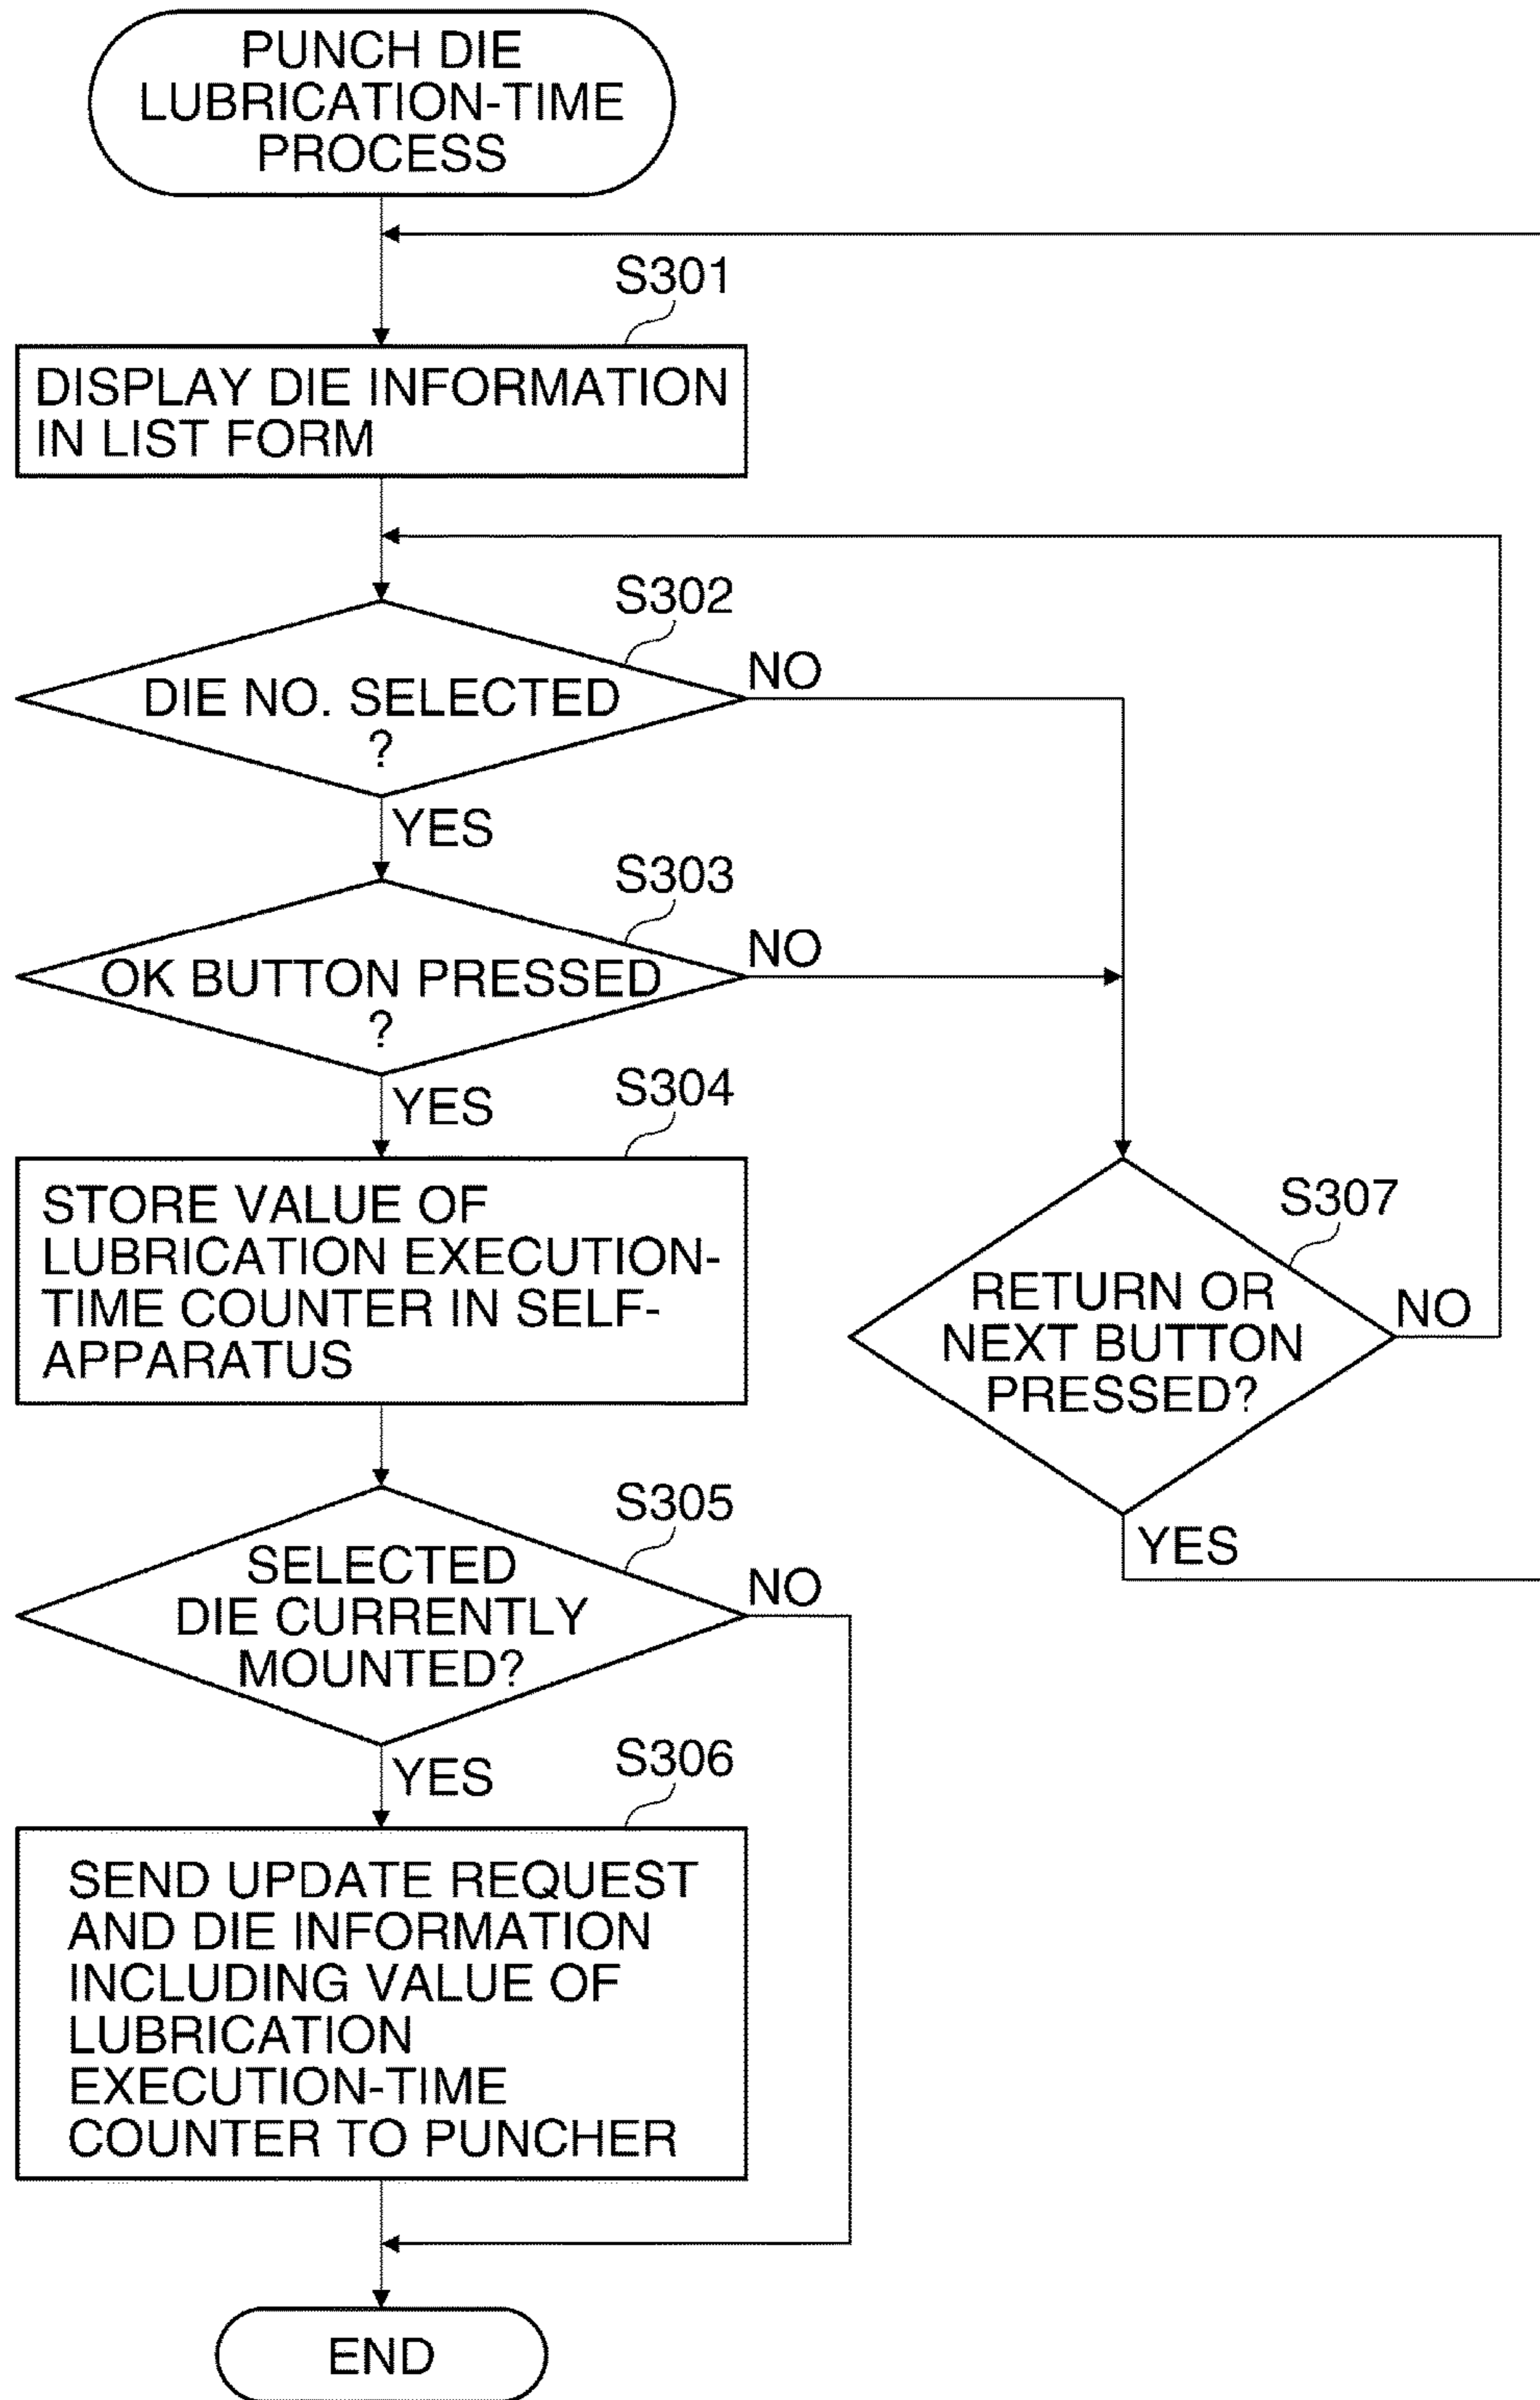 PUNCH DIE
LUBRICATION-TIME
PROCESS
S301
DISPLAY DIE INFORMATION
IN LIST FORM
S302
DIE NO. SELECTED
?
NO
YES
S303
OK BUTTON PRESSED
?
NO
YES
S304
STORE VALUE OF
LUBRICATION EXECUTION-
TIME COUNTER IN SELF-
APPARATUS
S307
RETURN OR
NEXT BUTTON
PRESSED?
NO
YES
S305
SELECTED
DIE CURRENTLY
MOUNTED?
NO
YES
S306
SEND UPDATE REQUEST
AND DIE INFORMATION
INCLUDING VALUE OF
LUBRICATION
EXECUTION-TIME
COUNTER TO PUNCHER
END